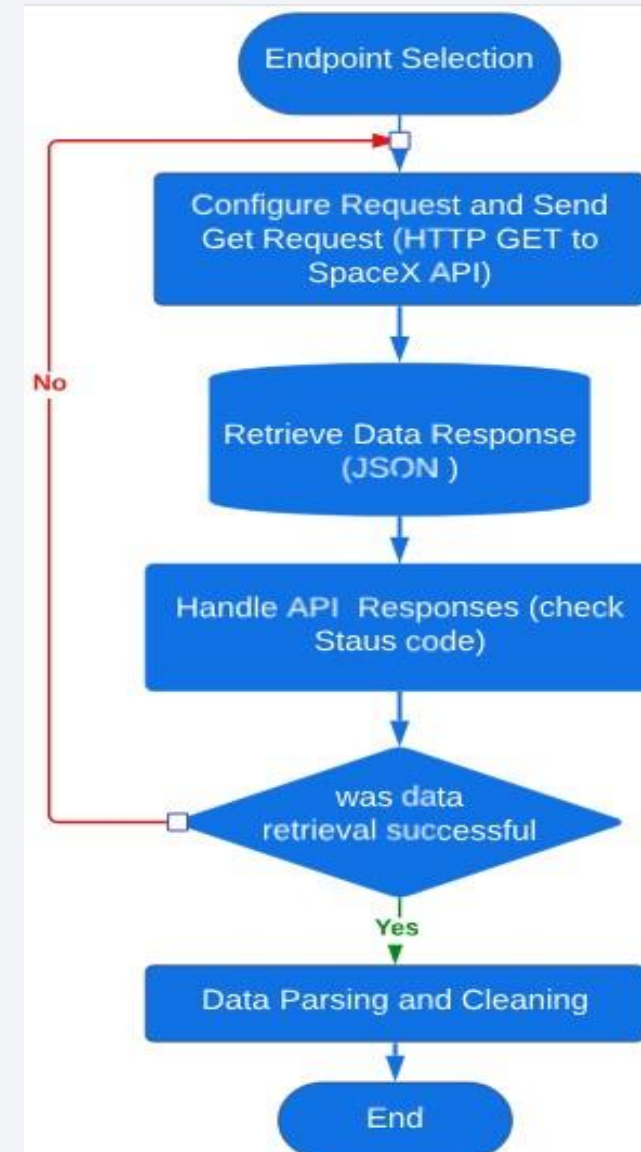 Endpoint Selection
Configure Request and Send
Get Request (HTTP GET to
SpaceX API)
No
Retrieve Data Response
(JSON )
Handle API  Responses (check
Staus code)
was data
retrieval successful
Yes
Data Parsing and Cleaning
End